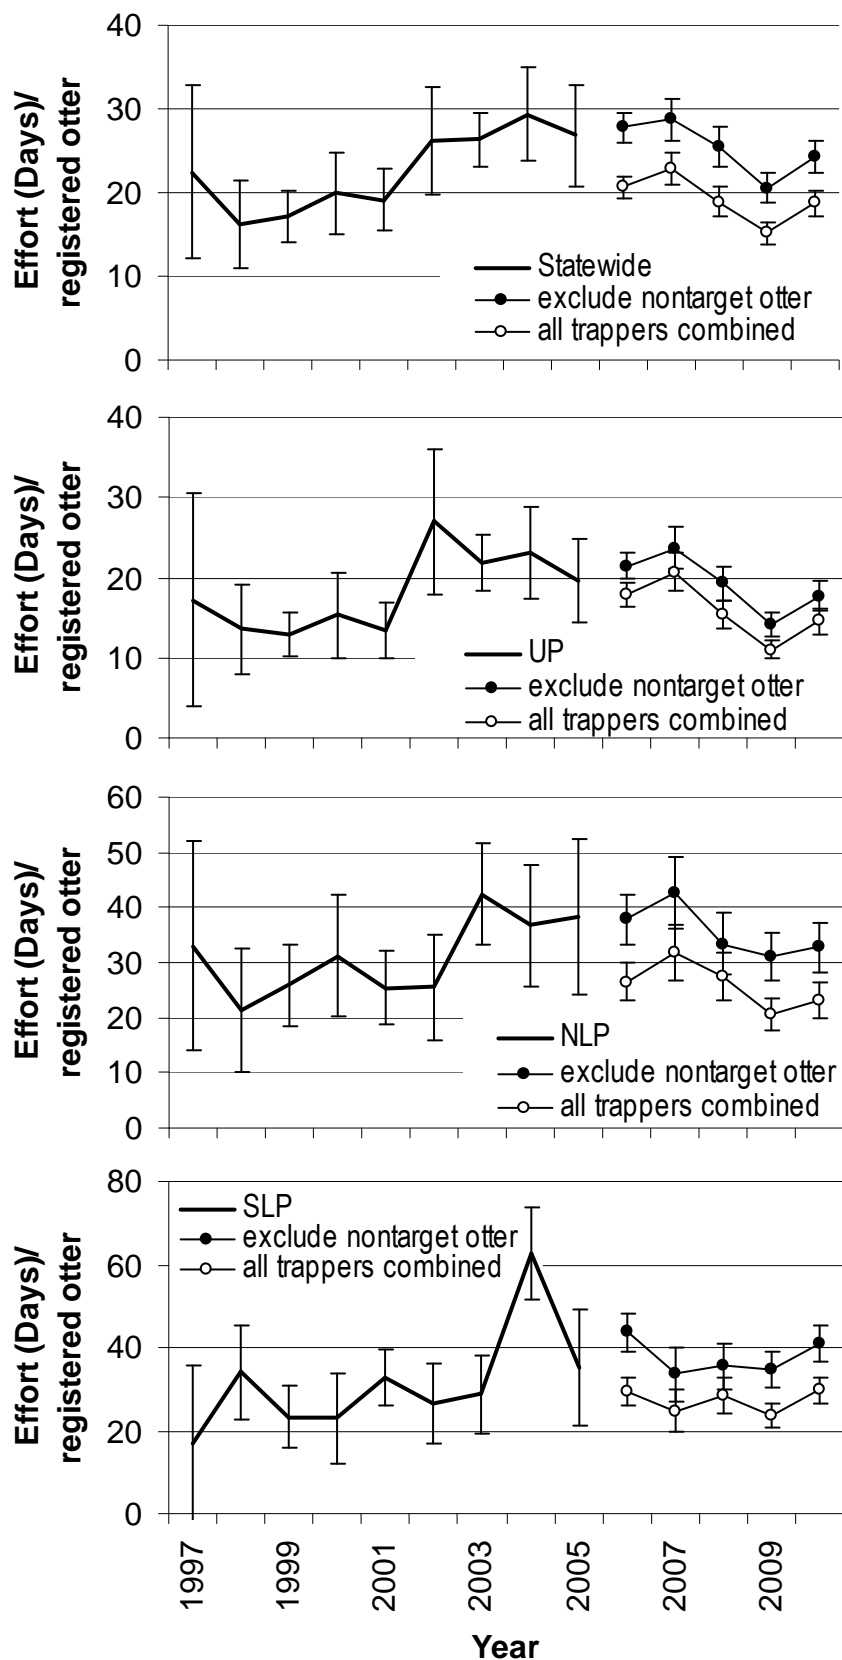 40
30
20
10
0
Effort (Days)/
registered otter
Statewide
exclude nontarget otter
all trappers combined
40
30
20
10
0
Effort (Days)/
registered otter
UP
exclude nontarget otter
all trappers combined
60
50
40
30
20
10
0
Effort (Days)/
registered otter
NLP
exclude nontarget otter
all trappers combined
80
60
40
20
0
Effort (Days)/
registered otter
SLP
exclude nontarget otter
all trappers combined
1997
1999
2001
2003
2005
2007
2009
Year